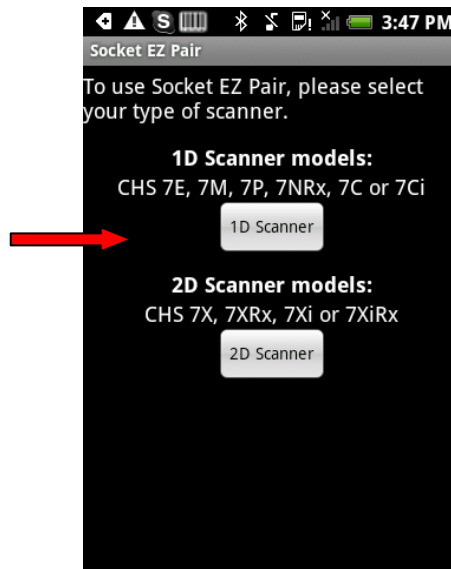 3:47 PM
Socket EZ Pair
To use Socket EZ Pair, please select
your type of scanner.
1D Scanner models:
CHS 7E, 7M, 7P, 7NRx, 7C or 7Ci
1D Scanner
2D Scanner models:
CHS 7X, 7XRx, 7Xi or 7XiRx
2D Scanner